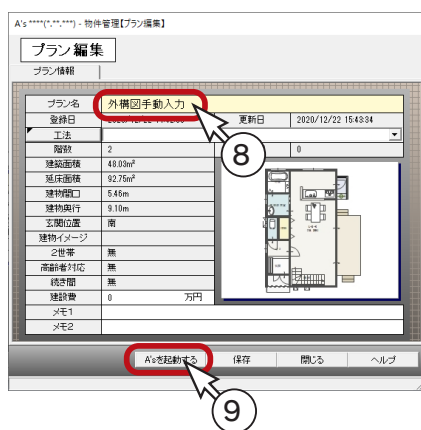 A's ****(*.**.***) - 物件管理【プラン編集】
プラン編集
プラン情報
プラン名 外構図手動入力
登録日 更新日 2020/12/22 15:43:34
工法
階数 2 0
建築面積 48.03m²
延床面積 92.75m²
建物間口 5.46m
建物奥行 9.10m
玄関位置 南
建物イメージ
2世帯 無
高齢者対応 無
続き間 無
建設費 0 万円
メモ1
メモ2
A'sを起動する 保存 閉じる ヘルプ
8
9